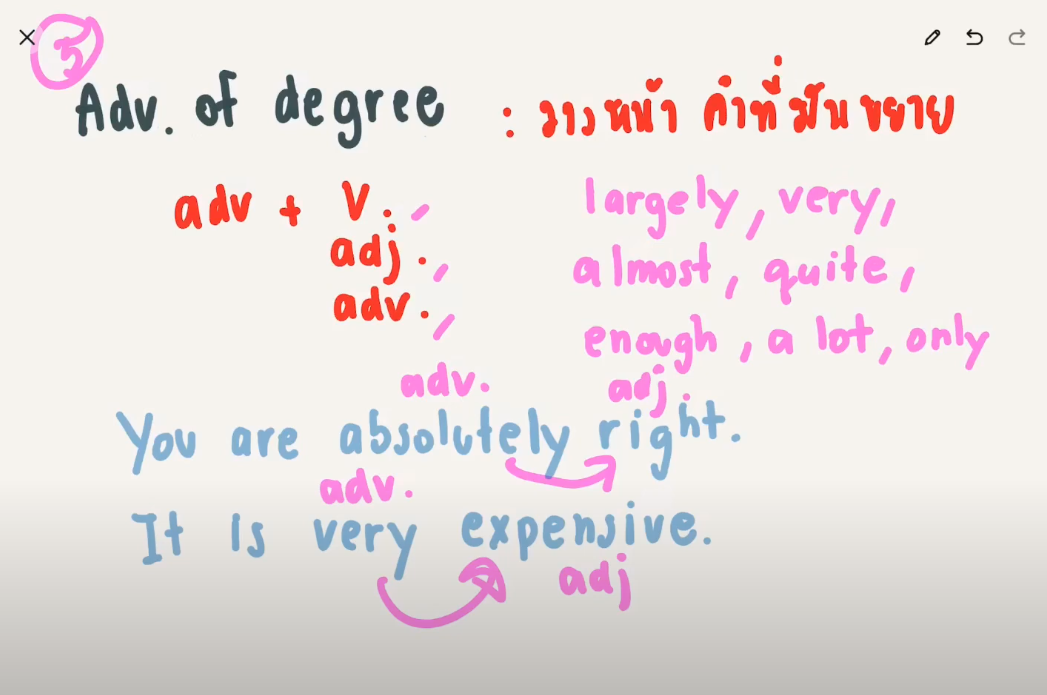 5
Adv. of degree : วางหน้า คำที่มันขยาย
adv + V.
adj.
adv.
largely, very,
almost, quite,
enough, a lot, only
adv. adj.
You are absolutely right.
adv.
It is very expensive.
adj